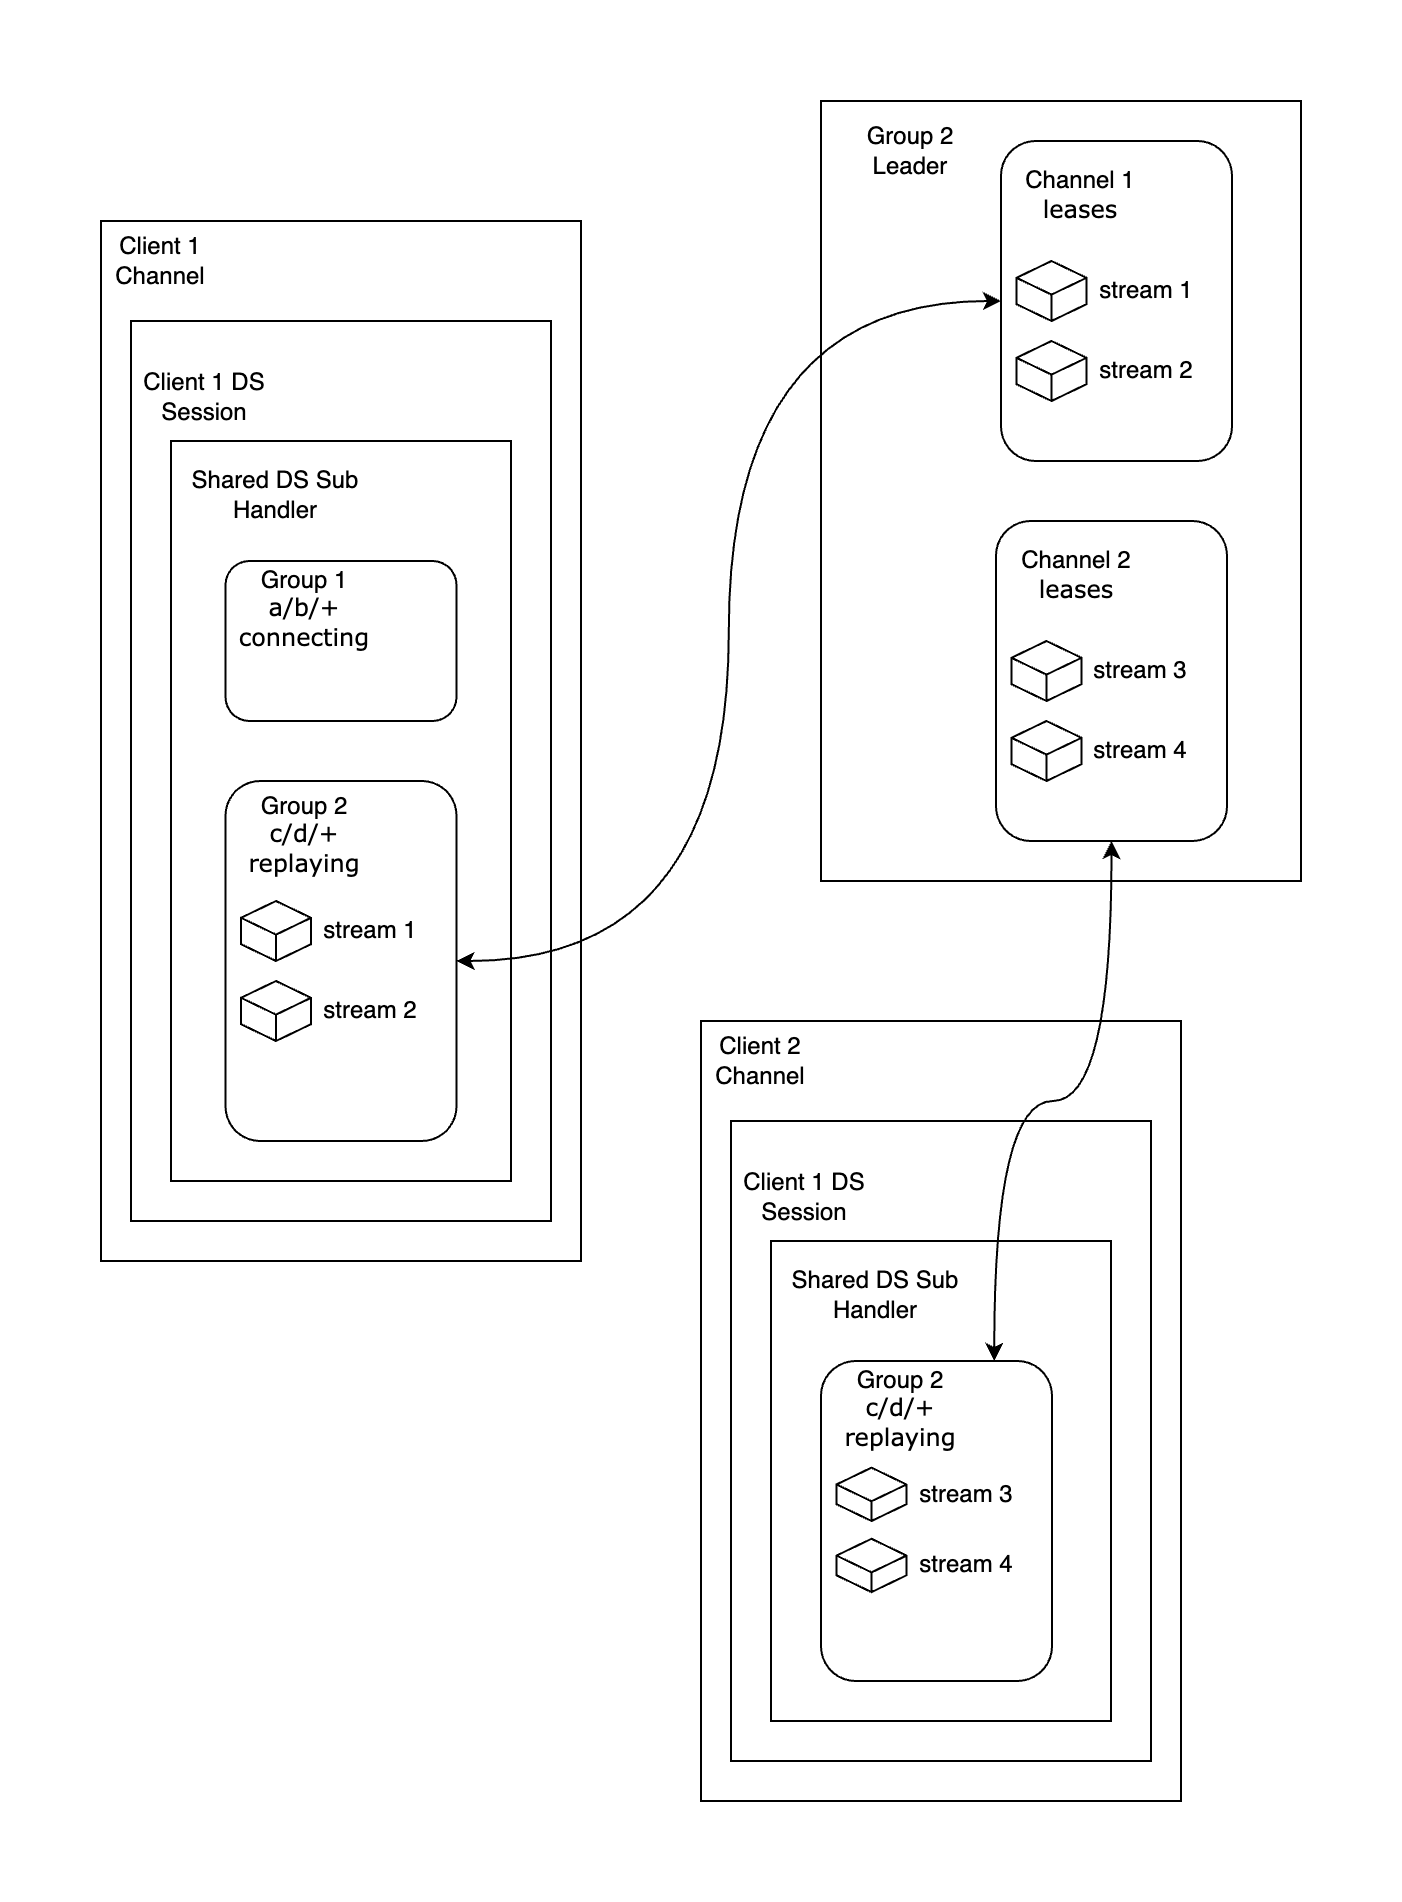 Client 1
Channel
Client 1 DS
Session
Shared DS Sub
Handler
Group 1
a/b/+
connecting
Group 2
c/d/+
replaying
stream 1
stream 2
Group 2
Leader
Channel 1
leases
stream 1
stream 2
Channel 2
leases
stream 3
stream 4
Client 2
Channel
Client 1 DS
Session
Shared DS Sub
Handler
Group 2
c/d/+
replaying
stream 3
stream 4